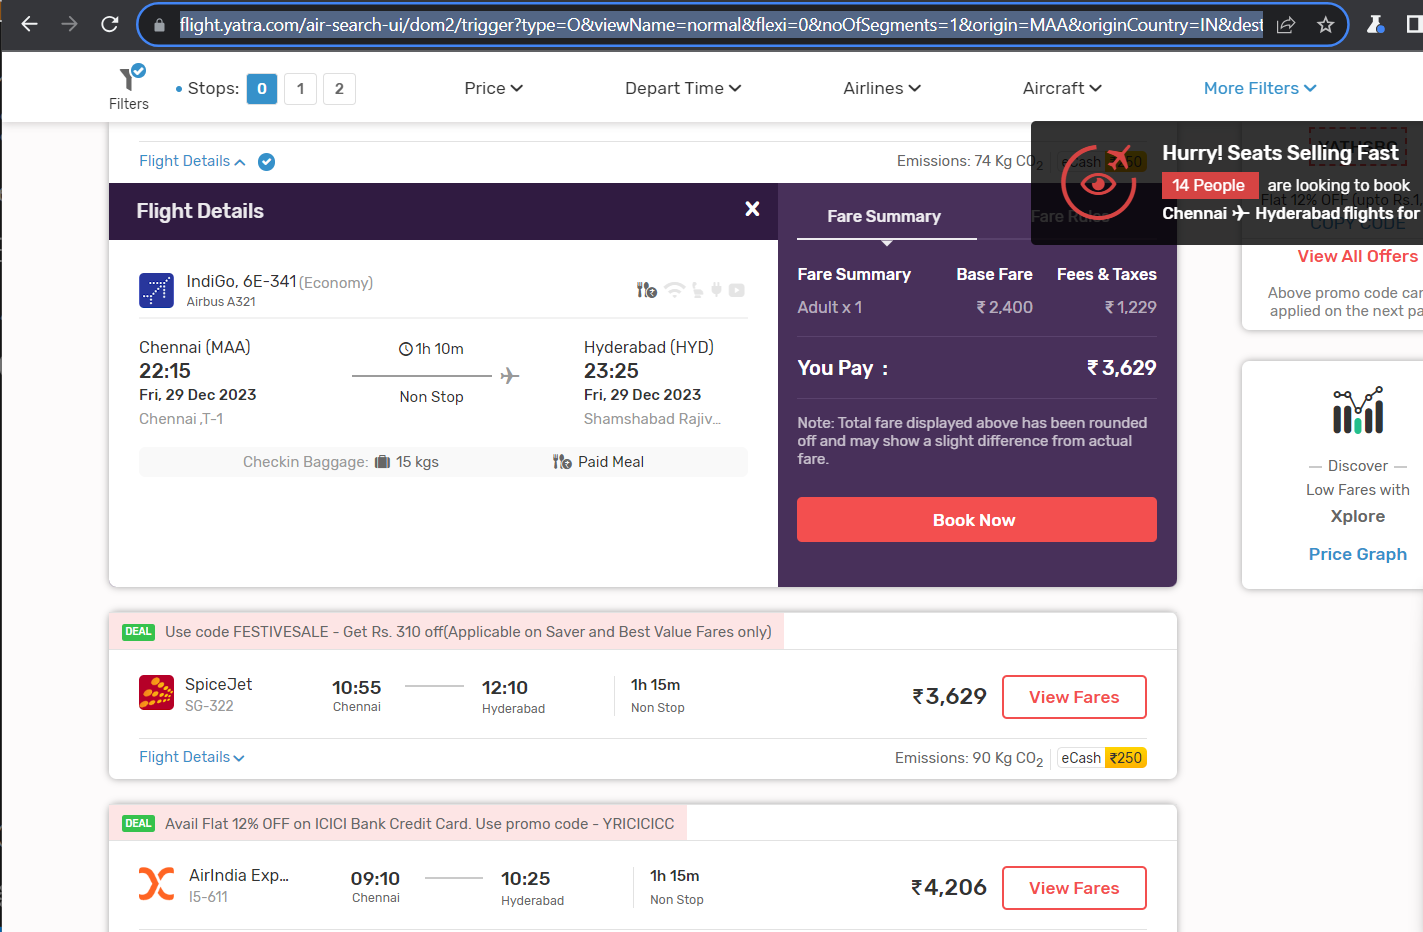 flight.yatra.com/air-search-ui/dom2/trigger?type=O&viewName=normal&flexi=0&noOfSegments=1&origin=MAA&originCountry=IN&dest
Filters
Stops: 0 1 2
Price
Depart Time
Airlines
Aircraft
More Filters
Flight Details
Emissions: 74 Kg CO2
eCash
Hurry! Seats Selling Fast
14 People are looking to book
Chennai Hyderabad flights for
Flat 12% OFF (upto Rs.1,
COPY CODE
View All Offers
Above promo code car
applied on the next pa
Flight Details
X
Fare Summary
Fare Rules
IndiGo, 6E-341 (Economy)
Airbus A321
Chennai (MAA)
22:15
Fri, 29 Dec 2023
Chennai ,T-1
1h 10m
Non Stop
Hyderabad (HYD)
23:25
Fri, 29 Dec 2023
Shamshabad Rajiv...
Checkin Baggage: 15 kgs
Paid Meal
Fare Summary Base Fare Fees & Taxes
Adult x 1 ₹ 2,400 ₹ 1,229
You Pay : ₹ 3,629
Note: Total fare displayed above has been rounded
off and may show a slight difference from actual
fare.
Book Now
Discover
Low Fares with
Xplore
Price Graph
DEAL Use code FESTIVESALE - Get Rs. 310 off(Applicable on Saver and Best Value Fares only)
SpiceJet
SG-322
10:55
Chennai
12:10
Hyderabad
1h 15m
Non Stop
₹3,629
View Fares
Flight Details
Emissions: 90 Kg CO2
eCash ₹250
DEAL Avail Flat 12% OFF on ICICI Bank Credit Card. Use promo code - YRICICICC
AirIndia Exp...
I5-611
09:10
Chennai
10:25
Hyderabad
1h 15m
Non Stop
₹4,206
View Fares